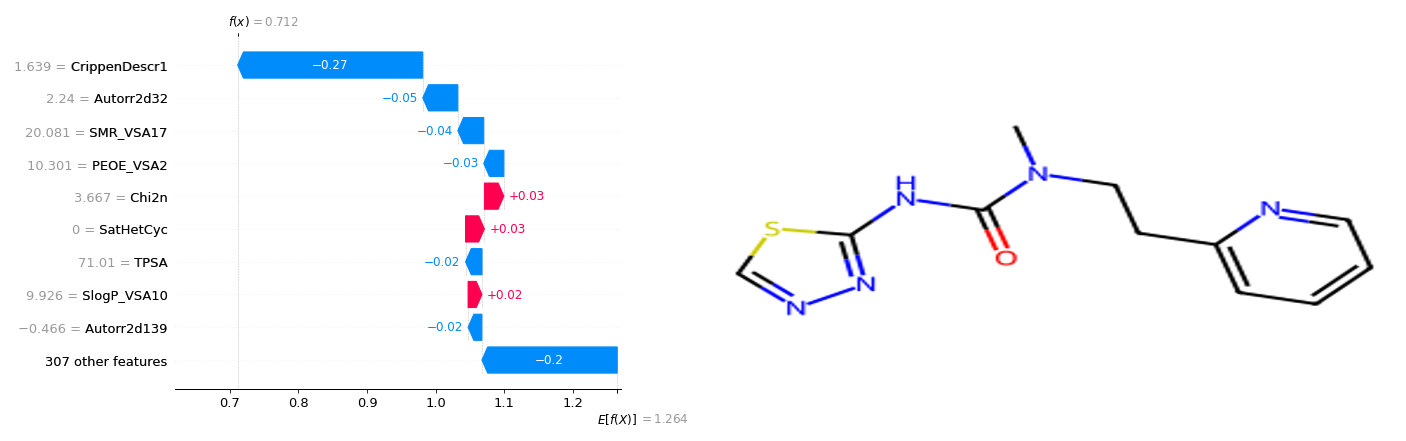 f(x) = 0.712
1.639 = CrippenDescr1
−0.27
2.24 = Autorr2d32
−0.05
20.081 = SMR_VSA17
−0.04
10.301 = PEOE_VSA2
−0.03
3.667 = Chi2n
+0.03
0 = SatHetCyc
+0.03
71.01 = TPSA
−0.02
9.926 = SlogP_VSA10
+0.02
−0.466 = Autorr2d139
−0.02
307 other features
−0.2
0.7 0.8 0.9 1.0 1.1 1.2
E[f(X)] = 1.264
N
H
N
N
S
O
N
N
N